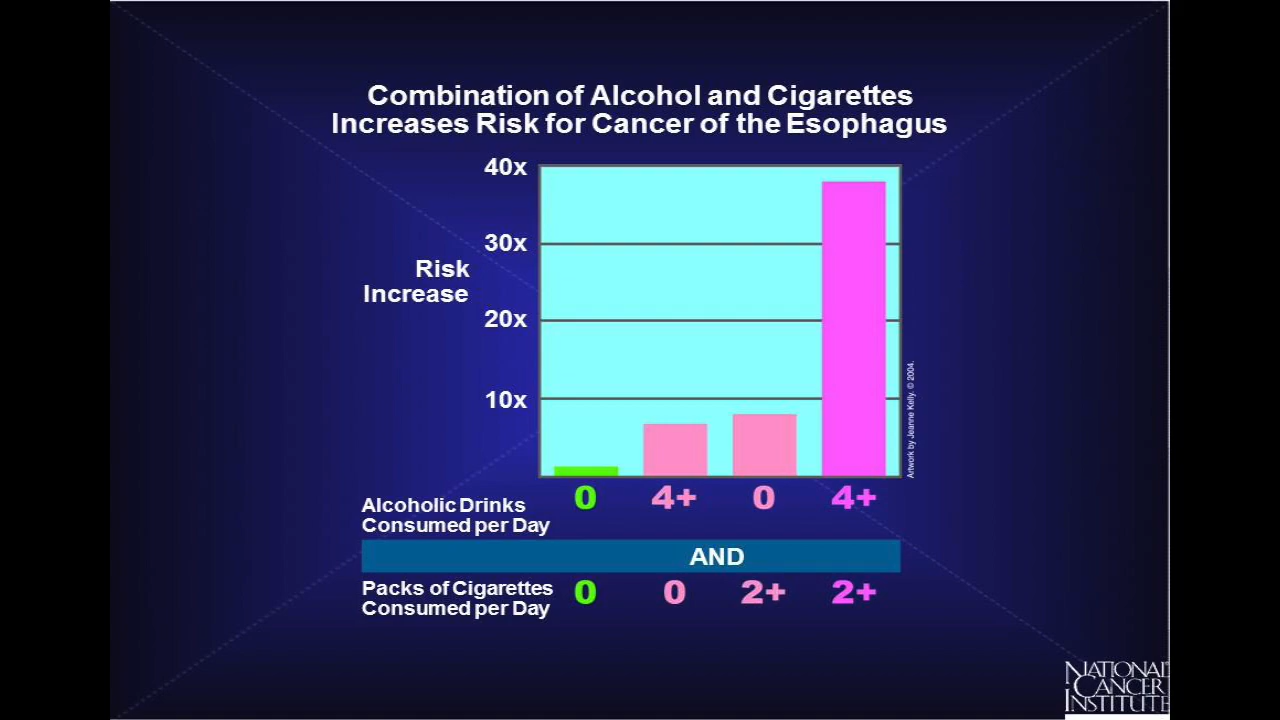 Combination of Alcohol and Cigarettes
Increases Risk for Cancer of the Esophagus
40x
30x
Risk
Increase
20x
10x
Artwork by Jeanne Kelly. © 2004.
0 4+ 0 4+
Alcoholic Drinks
Consumed per Day
AND
Packs of Cigarettes
Consumed per Day
0 0 2+ 2+
NATIONAL
CANCER
INSTITUTE